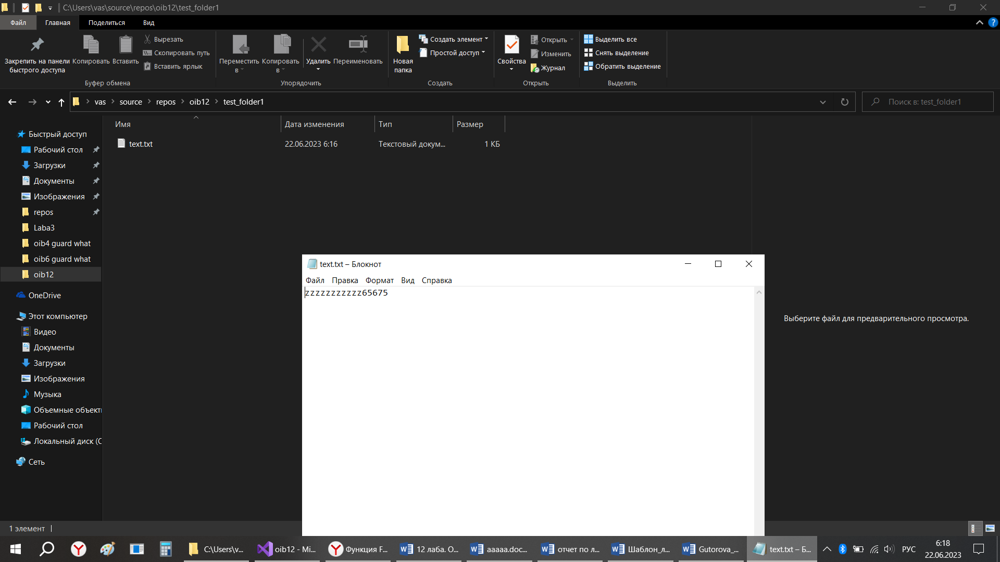 C:\Users\vas\source\repos\oib12\test_folder1
Файл Главная Поделиться Вид
Закрепить на панели быстрого доступа
Копировать
Вставить
Вырезать
Скопировать путь
Вставить ярлык
Буфер обмена
Переместить в
Копировать в
Удалить
Переименовать
Упорядочить
Новая папка
Создать элемент
Простой доступ
Создать
Свойства
Открыть
Изменить
Журнал
Открыть
Выделить все
Снять выделение
Обратить выделение
Выделить
vas source repos oib12 test_folder1
Поиск в: test_folder1
Имя Дата изменения Тип Размер
text.txt 22.06.2023 6:16 Текстовый докум... 1 КБ
Быстрый доступ
Рабочий стол
Загрузки
Документы
Изображения
repos
Laba3
oib4 guard what
oib6 guard what
oib12
OneDrive
Этот компьютер
Видео
Документы
Загрузки
Изображения
Музыка
Объемные объект
Рабочий стол
Локальный диск (C
Сеть
text.txt – Блокнот
Файл Правка Формат Вид Справка
zzzzzzzzzzz65675
Выберите файл для предварительного просмотра.
1 элемент
C:\Users\v...
oib12 - Mi...
Функция F...
12 лаба. О...
aaaaa.doc...
отчет по л...
Шаблон_л...
Gutorova_...
text.txt – Б...
РУС
6:18
22.06.2023